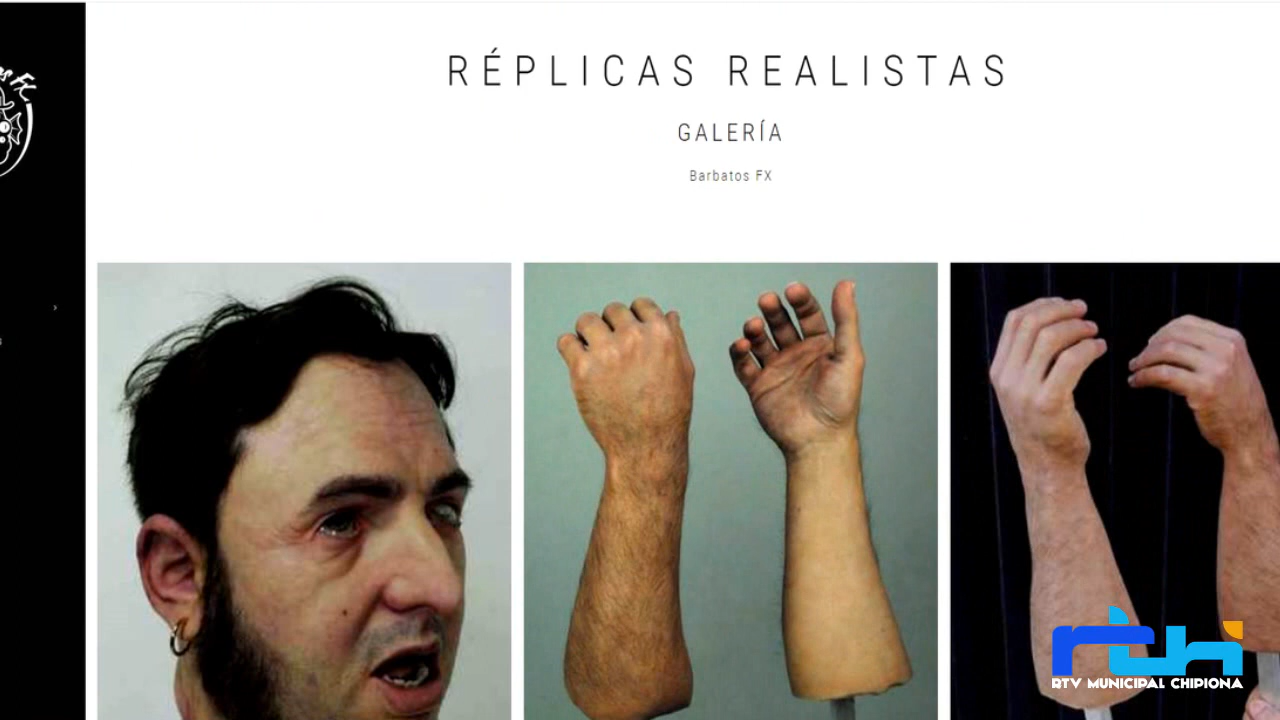 RÉPLICAS REALISTAS
GALERÍA
Barbatos FX
RTV MUNICIPAL CHIPIONA